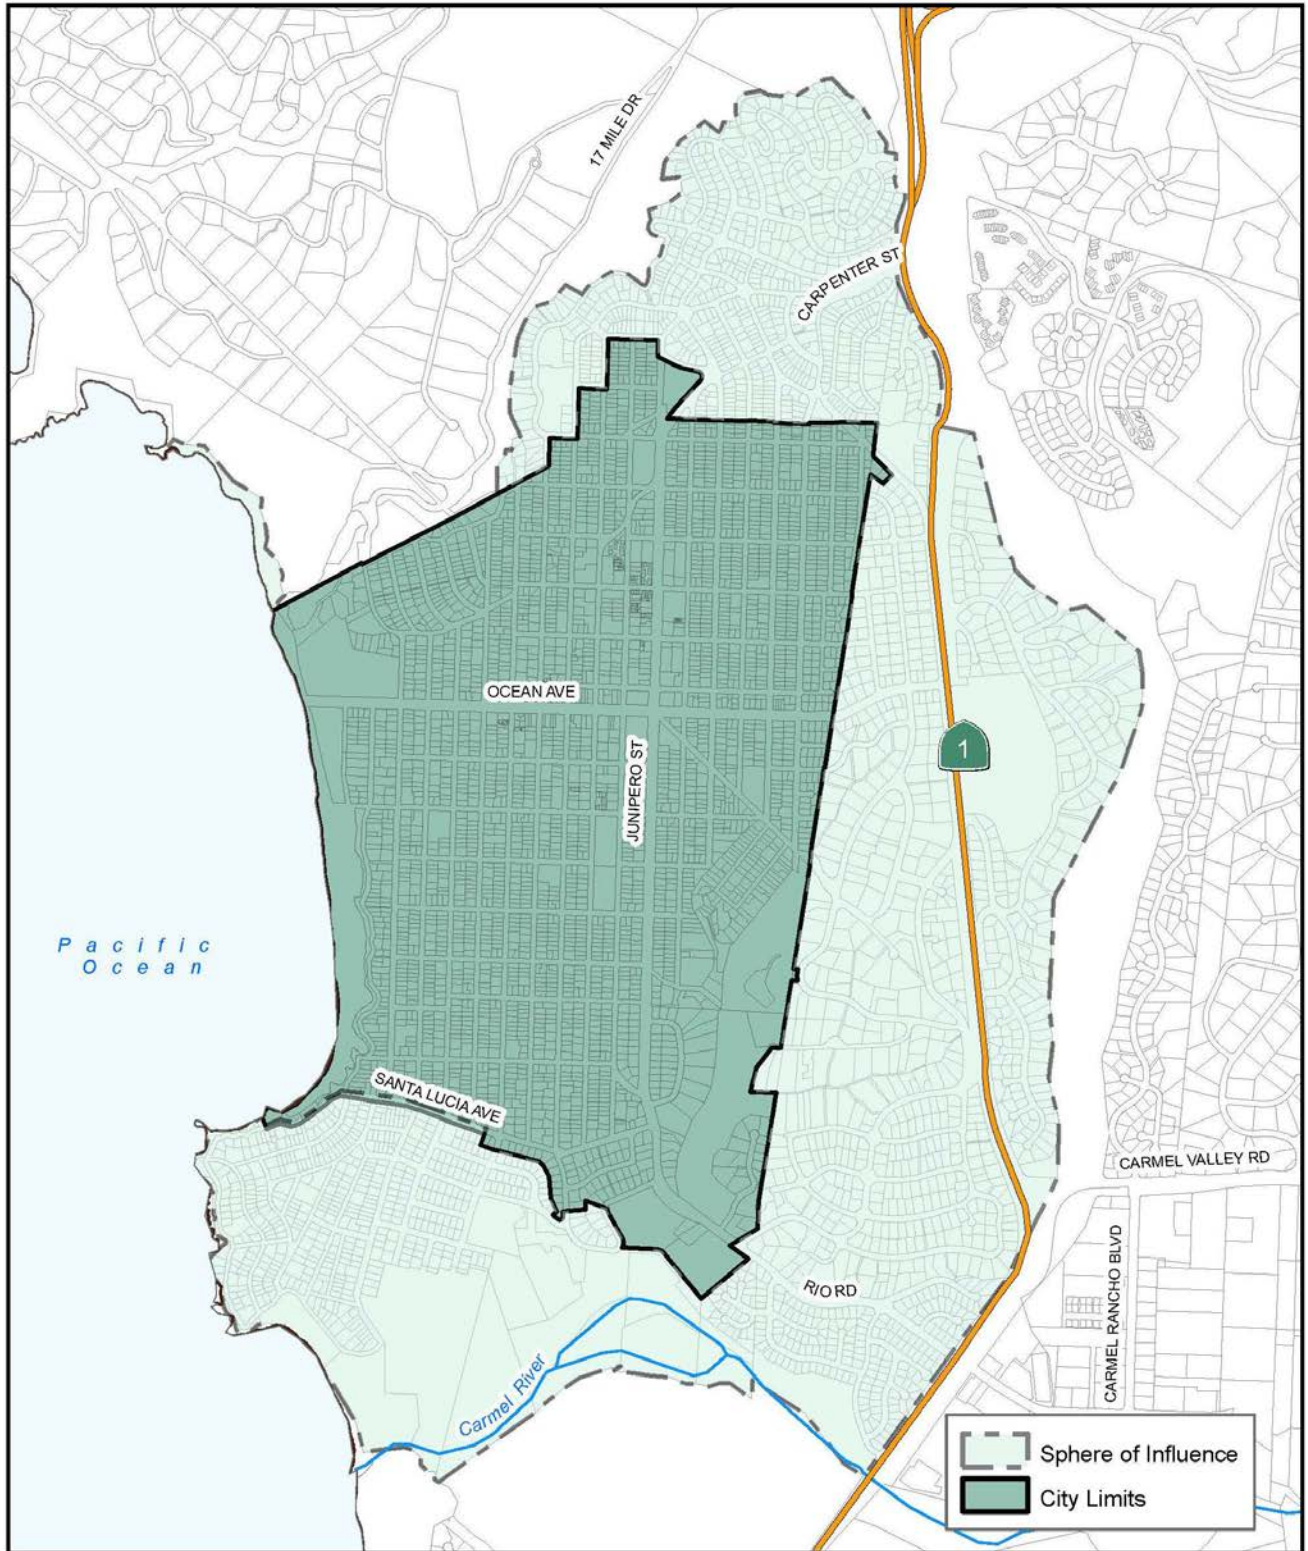 17 MILE DR
CARPENTER ST
OCEAN AVE
JUNIPERO ST
1
Pacific
Ocean
SANTA LUCIA AVE
CARMEL VALLEY RD
CARMEL RANCHO BLVD
RIO RD
Carmel River
Sphere of Influence
City Limits